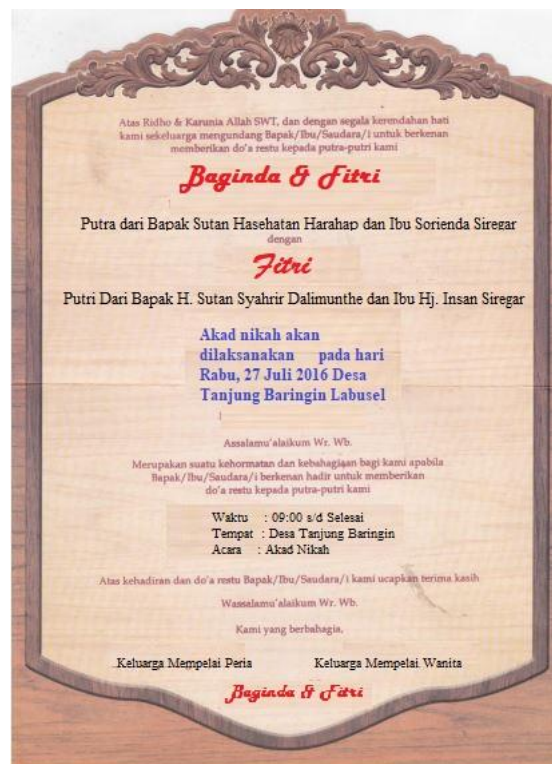 Atas Ridho & Karunia Allah SWT, dan dengan segala kerendahan hati
kami sekeluarga mengundang Bapak/Ibu/Saudara/i untuk berkenan
memberikan do'a restu kepada putra-putri kami
Baginda & Fitri
Putra dari Bapak Sutan Hasehatan Harahap dan Ibu Sorienda Siregar
dengan
Fitri
Putri Dari Bapak H. Sutan Syahrir Dalimunthe dan Ibu Hj. Insan Siregar
Akad nikah akan
dilaksanakan pada hari
Rabu, 27 Juli 2016 Desa
Tanjung Baringin Labusel
Assalamu'alaikum Wr. Wb.
Merupakan suatu kehormatan dan kebahagiaan bagi kami apabila
Bapak/Ibu/Saudara/i berkenan hadir untuk memberikan
do'a restu kepada putra-putri kami
Waktu : 09:00 s/d Selesai
Tempat : Desa Tanjung Baringin
Acara : Akad Nikah
Atas kehadiran dan do'a restu Bapak/Ibu/Saudara/i kami ucapkan terima kasih
Wassalamu'alaikum Wr. Wb.
Kami yang berbahagia,
Keluarga Mempelai Peria Keluarga Mempelai Wanita
Baginda & Fitri